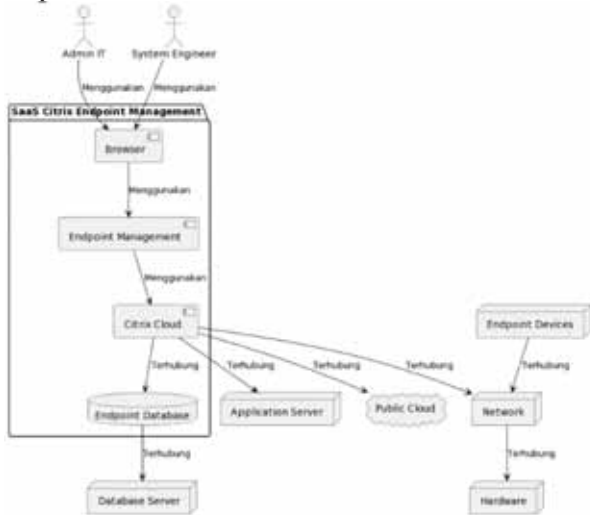 Admin IT
System Engineer
Menggunakan
Menggunakan
SaaS Citrix Endpoint Management
Browser
Menggunakan
Endpoint Management
Menggunakan
Citrix Cloud
Endpoint Devices
Terhubung
Terhubung
Terhubung
Terhubung
Terhubung
Endpoint Database
Application Server
Public Cloud
Network
Terhubung
Terhubung
Database Server
Hardware